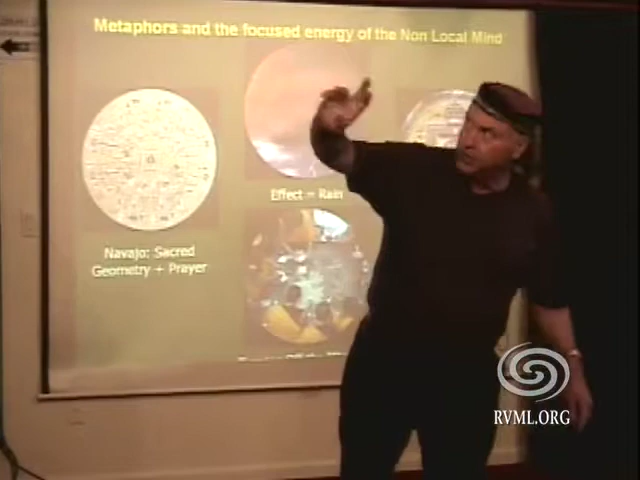 Metaphors and the focused energy of the Non Local Mind
Effect = Rain
Navajo: Sacred
Geometry + Prayer
RVML.ORG